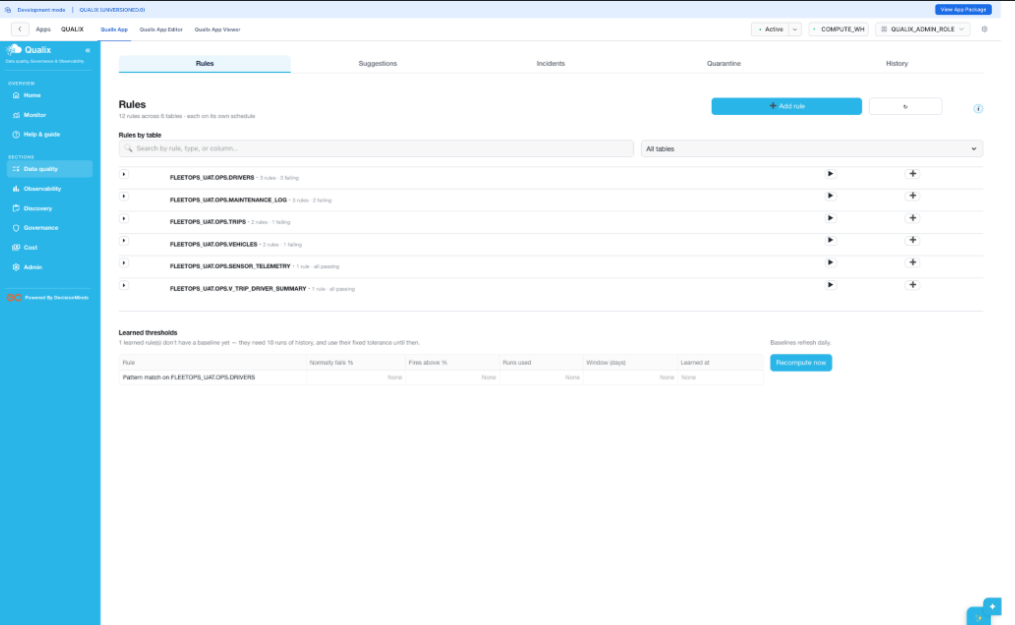 Development mode | QUALIX (UNVERSIONED.0)
View App Package
Apps QUALIX Qualix App Qualix App Editor Qualix App Viewer
Active COMPUTE_WH QUALIX_ADMIN_ROLE
Qualix
Data quality, Governance & Observability
OVERVIEW
Home
Monitor
Help & guide
SECTIONS
Data quality
Observability
Discovery
Governance
Cost
Admin
Powered By DecisionMinds
Rules Suggestions Incidents Quarantine History
Rules
12 rules across 6 tables - each on its own schedule
Add rule
Rules by table
Search by rule, type, or column...
All tables
FLEETOPS_UAT.OPS.DRIVERS - 3 rules · 3 failing
FLEETOPS_UAT.OPS.MAINTENANCE_LOG - 3 rules · 2 failing
FLEETOPS_UAT.OPS.TRIPS - 2 rules · 1 failing
FLEETOPS_UAT.OPS.VEHICLES - 2 rules · 1 failing
FLEETOPS_UAT.OPS.SENSOR_TELEMETRY - 1 rule · all passing
FLEETOPS_UAT.OPS.V_TRIP_DRIVER_SUMMARY - 1 rule · all passing
Learned thresholds
1 learned rule(s) don't have a baseline yet — they need 10 runs of history, and use their fixed tolerance until then.
Baselines refresh daily.
Rule Normally fails % Fires above % Runs used Window (days) Learned at
Pattern match on FLEETOPS_UAT.OPS.DRIVERS None None None None None
Recompute now